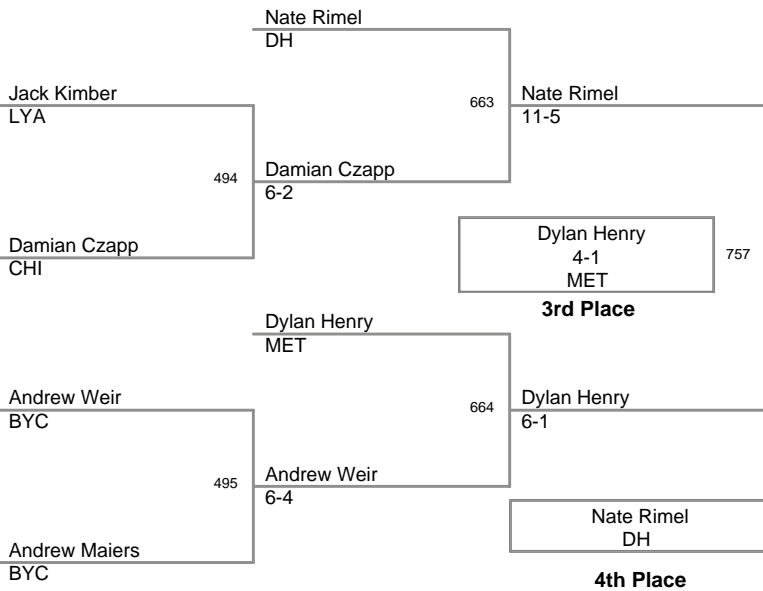 Nate Rimel
DH
Jack Kimber
LYA
663
Nate Rimel
11-5
494
Damian Czapp
6-2
Damian Czapp
CHI
Dylan Henry
4-1
MET
757
3rd Place
Dylan Henry
MET
Andrew Weir
BYC
664
Dylan Henry
6-1
495
Andrew Weir
6-4
Nate Rimel
DH
Andrew Maiers
BYC
4th Place